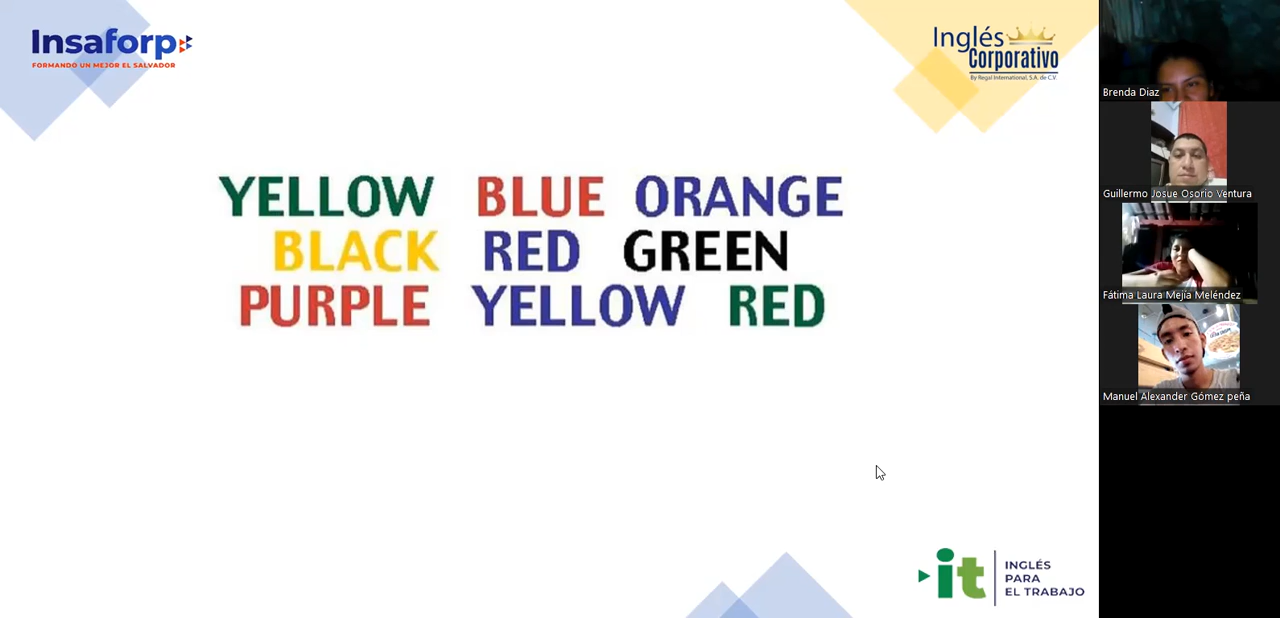 Insaforp
FORMANDO UN MEJOR EL SALVADOR
Inglés
Corporativo
By Regal International, S.A. de C.V.
YELLOW BLUE ORANGE
BLACK RED GREEN
PURPLE YELLOW RED
it
INGLÉS
PARA
EL TRABAJO
Brenda Diaz
Guillermo Josue Osorio Ventura
Fátima Laura Mejía Meléndez
Manuel Alexander Gómez peña